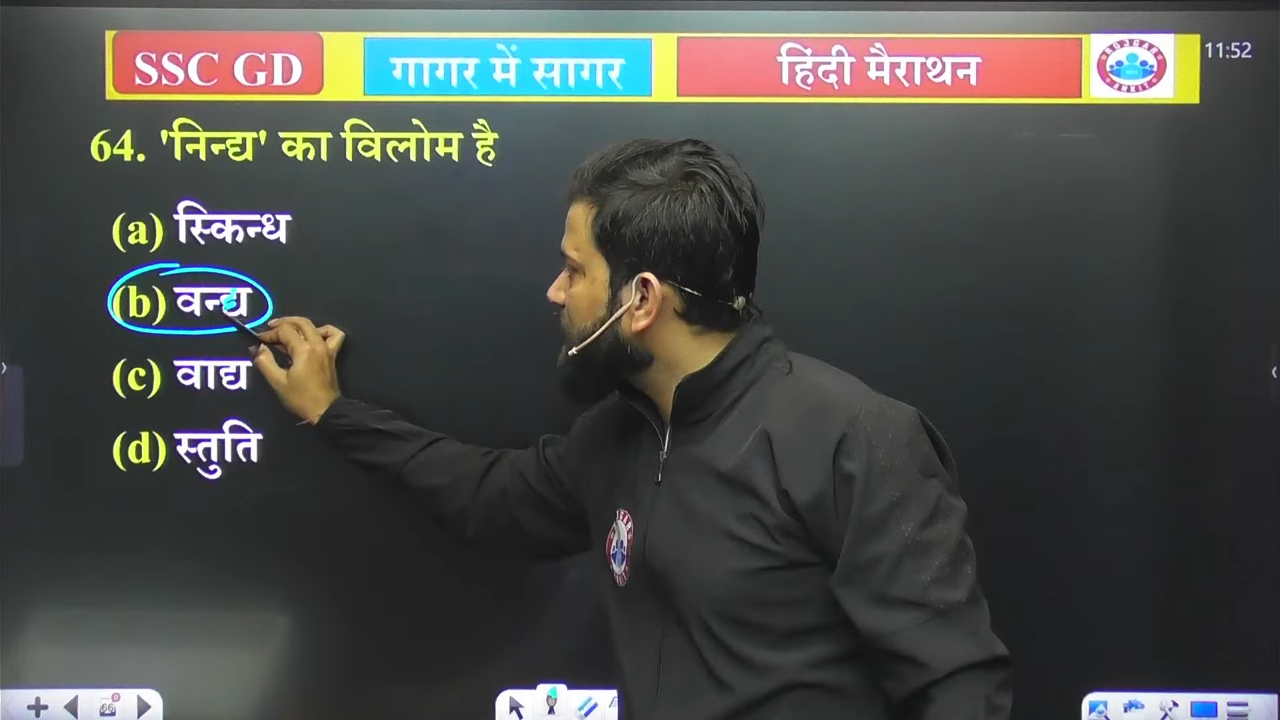 SSC GD
गागर में सागर
हिंदी मैराथन
11:52
64. 'निन्द्य' का विलोम है
(a) स्किन्ध
(b) वन्द्य
(c) वाद्य
(d) स्तुति